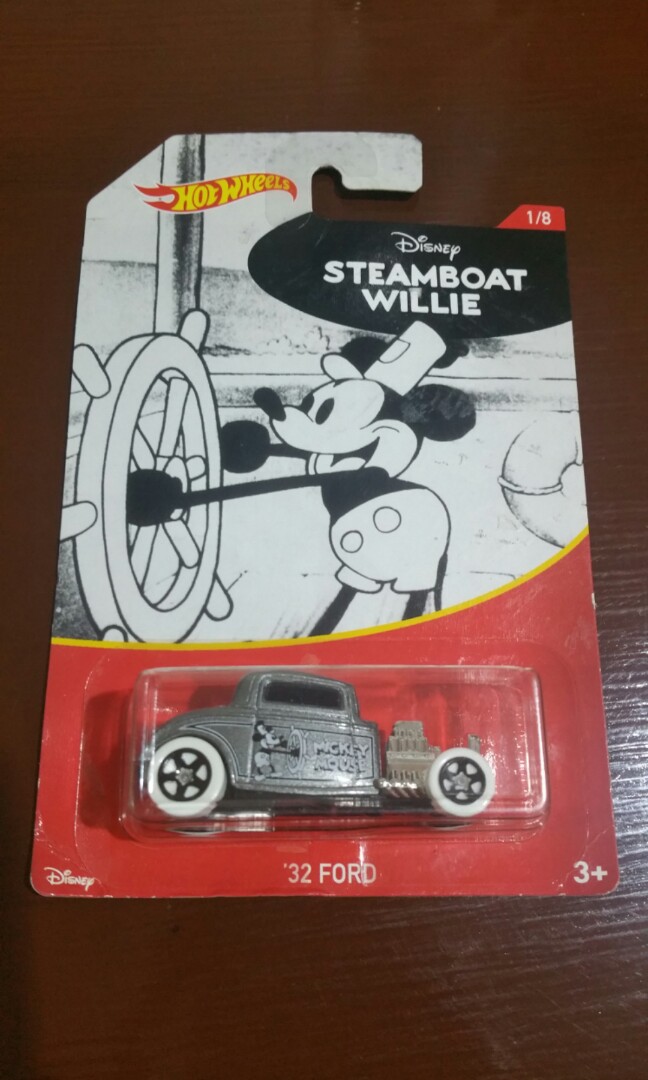 HOT WHEELS
1/8
DISNEY
STEAMBOAT
WILLIE
MICKEY
MOUSE
DISNEY
'32 FORD
3+